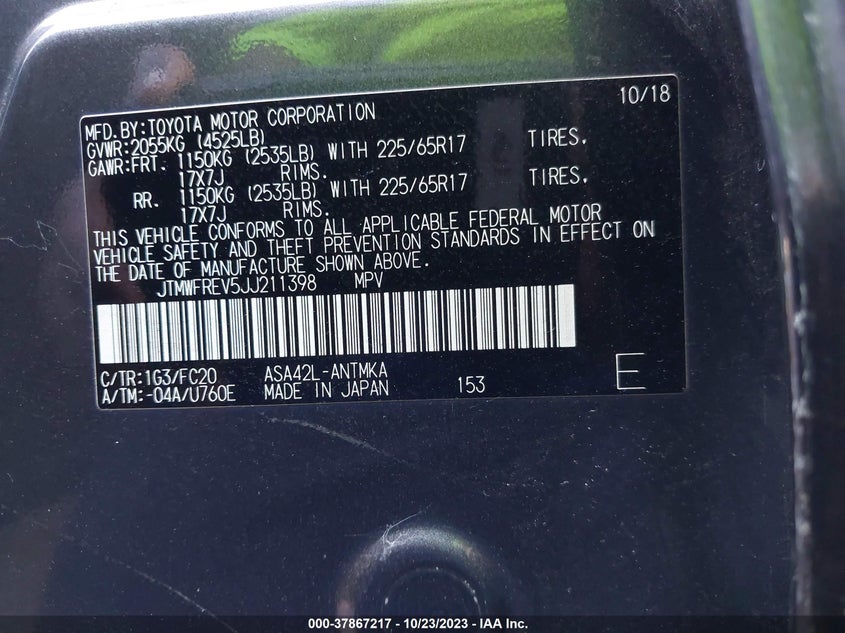 10/18
MFD.BY:TOYOTA MOTOR CORPORATION
GVWR:2055KG (4525LB)
GAWR:FRT. 1150KG (2535LB) WITH 225/65R17 TIRES.
17X7J RIMS.
RR. 1150KG (2535LB) WITH 225/65R17 TIRES.
17X7J RIMS.
THIS VEHICLE CONFORMS TO ALL APPLICABLE FEDERAL MOTOR
VEHICLE SAFETY AND THEFT PREVENTION STANDARDS IN EFFECT ON
THE DATE OF MANUFACTURE SHOWN ABOVE.
JTMWFREV5JJ211398 MPV
C/TR:1G3/FC20 ASA42L-ANTMKA
A/TM:-04A/U760E MADE IN JAPAN 153 E
000-37867217 - 10/23/2023 - IAA Inc.